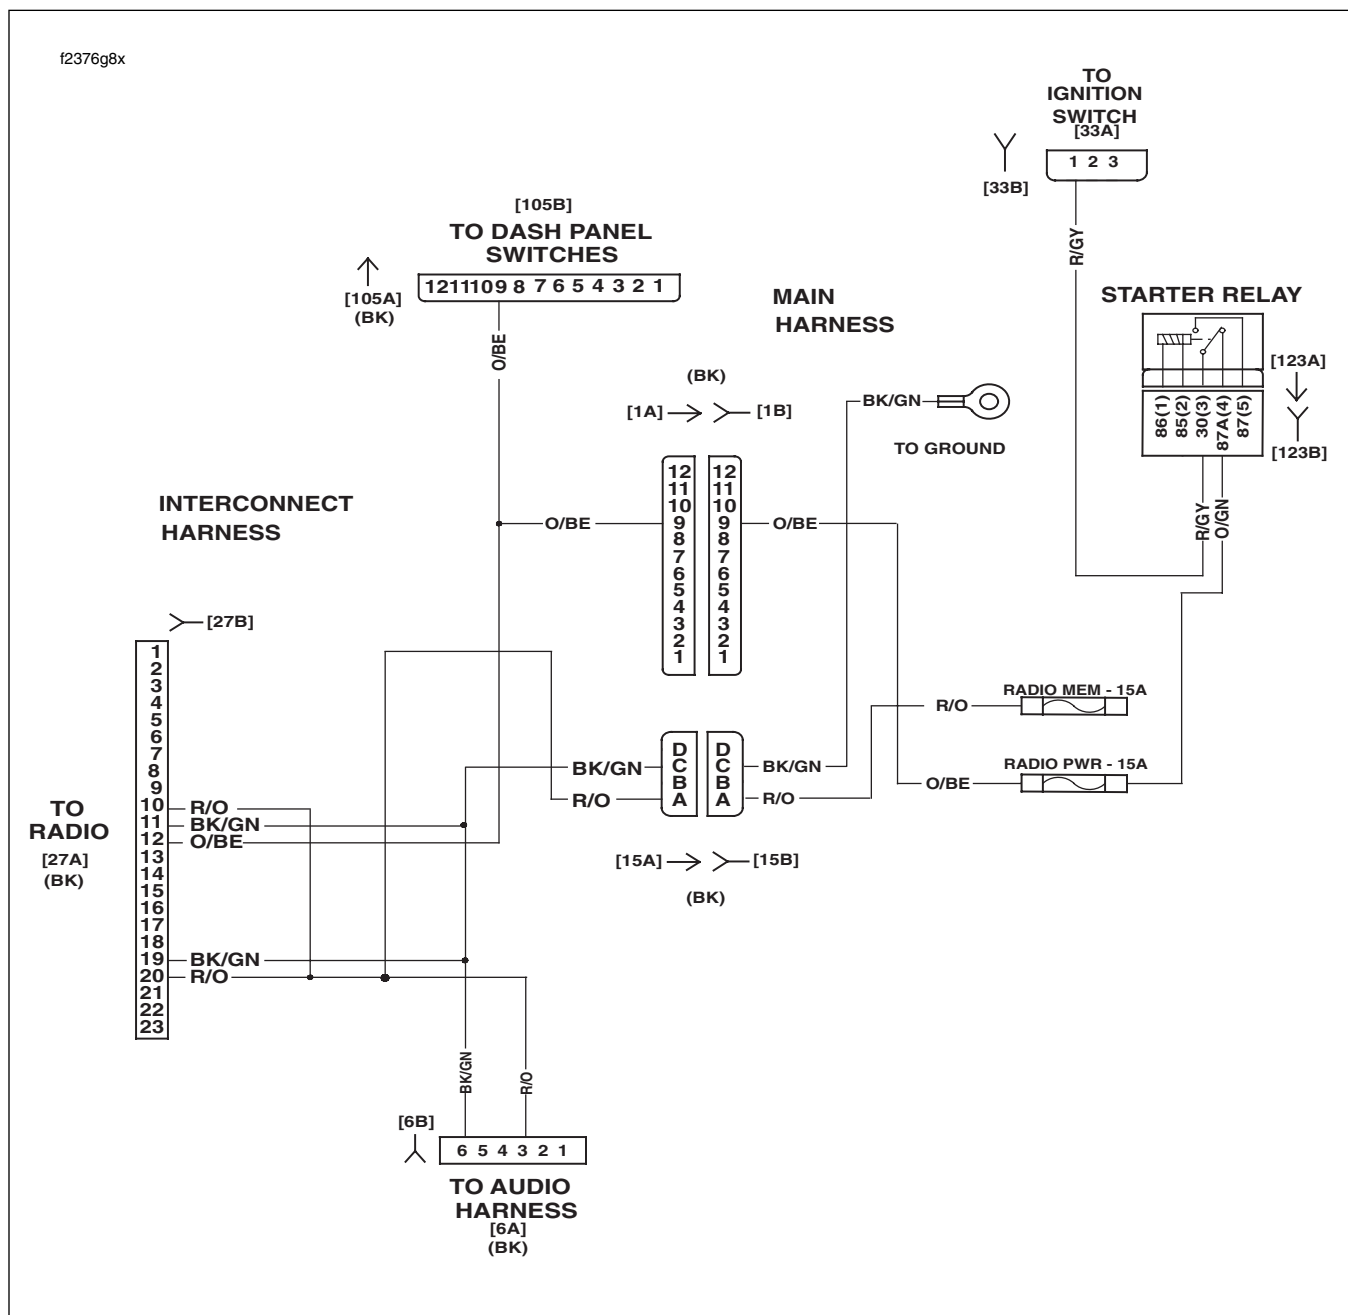 f2376g8x
TO
IGNITION
SWITCH
[33A]
1 2 3
[33B]
R/GY
[105B]
TO DASH PANEL
SWITCHES
12 11 10 9 8 7 6 5 4 3 2 1
[105A]
(BK)
O/BE
MAIN
HARNESS
STARTER RELAY
[123A]
86(1)
85(2)
30(3)
87A(4)
87(5)
[123B]
R/GY
O/GN
(BK)
[1A]
[1B]
BK/GN
TO GROUND
INTERCONNECT
HARNESS
12
11
10
9
8
7
6
5
4
3
2
1
12
11
10
9
8
7
6
5
4
3
2
1
O/BE
O/BE
[27B]
1
2
3
4
5
6
7
8
9
10
11
12
13
14
15
16
17
18
19
20
21
22
23
TO
RADIO
[27A]
(BK)
R/O
BK/GN
O/BE
BK/GN
R/O
BK/GN
R/O
D
C
B
A
D
C
B
A
BK/GN
R/O
R/O
RADIO MEM - 15A
O/BE
RADIO PWR - 15A
[15A]
[15B]
(BK)
BK/GN
R/O
[6B]
6 5 4 3 2 1
TO AUDIO
HARNESS
[6A]
(BK)